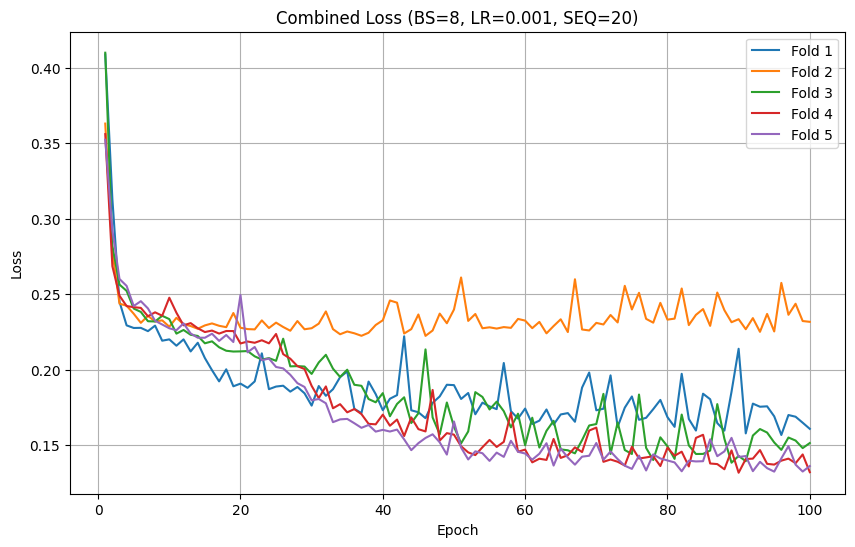 Combined Loss (BS=8, LR=0.001, SEQ=20)
Fold 1
Fold 2
Fold 3
Fold 4
Fold 5
Loss
0.40
0.35
0.30
0.25
0.20
0.15
0
20
40
60
80
100
Epoch